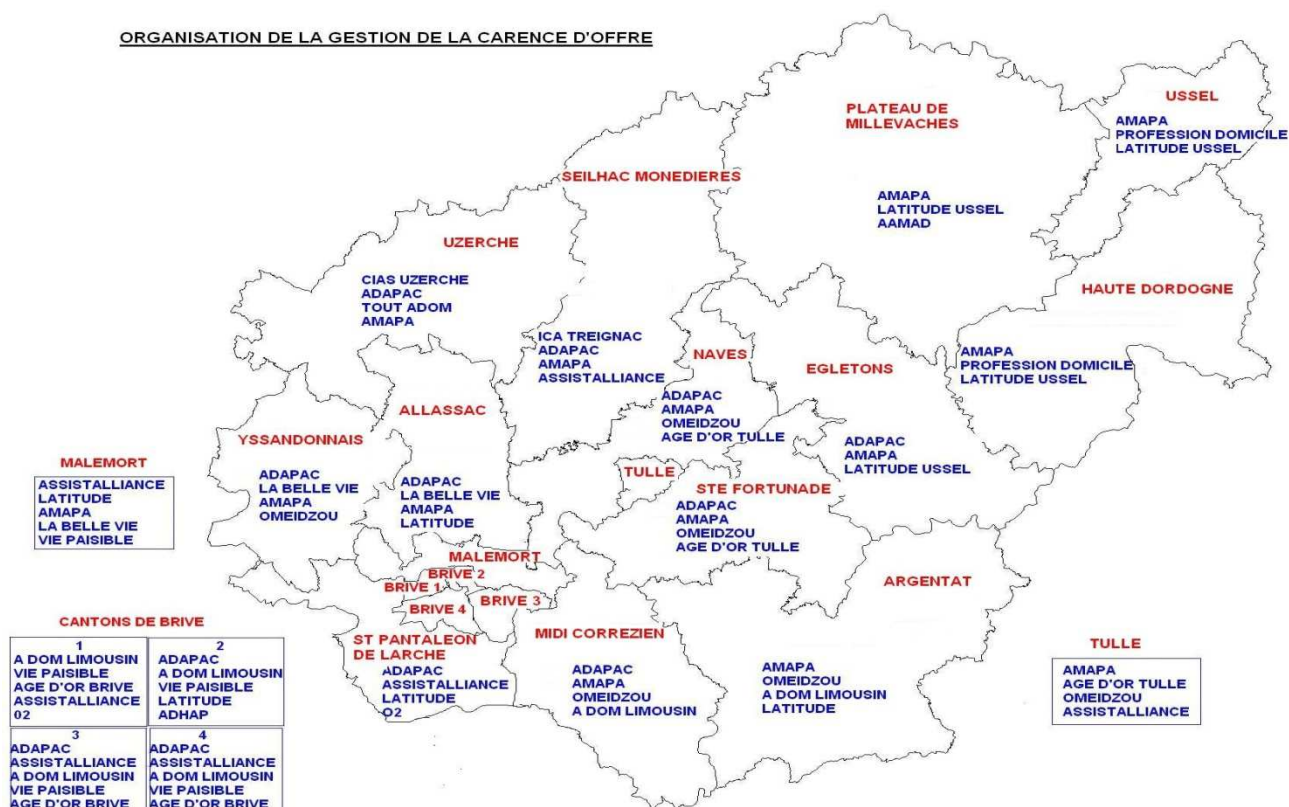 ORGANISATION DE LA GESTION DE LA CARENCE D'OFFRE
PLATEAU DE
MILLEVACHES
AMAPA
LATITUDE USSEL
AAMAD
USSEL
AMAPA
PROFESSION DOMICILE
LATITUDE USSEL
SEILHAC MONEDIERES
ICA TREIGNAC
ADAPAC
AMAPA
ASSISTALLIANCE
UZERCHE
CIAS UZERCHE
ADAPAC
TOUT ADOM
AMAPA
HAUTE DORDOGNE
AMAPA
PROFESSION DOMICILE
LATITUDE USSEL
NAVES
ADAPAC
AMAPA
OMEIDZOU
AGE D'OR TULLE
EGLETONS
ADAPAC
AMAPA
LATITUDE USSEL
ALLASSAC
ADAPAC
LA BELLE VIE
AMAPA
LATITUDE
YSSANDONNAIS
ADAPAC
LA BELLE VIE
AMAPA
OMEIDZOU
MALEMORT
ASSISTALLIANCE
LATITUDE
AMAPA
LA BELLE VIE
VIE PAISIBLE
TULLE
STE FORTUNADE
ADAPAC
AMAPA
OMEIDZOU
AGE D'OR TULLE
MALEMORT
BRIVE 2
BRIVE 1
BRIVE 3
BRIVE 4
ARGENTAT
AMAPA
OMEIDZOU
A DOM LIMOUSIN
LATITUDE
ST PANTALEON
DE LARCHE
ADAPAC
ASSISTALLIANCE
LATITUDE
O2
MIDI CORREZIEN
ADAPAC
AMAPA
OMEIDZOU
A DOM LIMOUSIN
CANTONS DE BRIVE
1
A DOM LIMOUSIN
VIE PAISIBLE
AGE D'OR BRIVE
ASSISTALLIANCE
02
2
ADAPAC
A DOM LIMOUSIN
VIE PAISIBLE
LATITUDE
ADHAP
3
ADAPAC
ASSISTALLIANCE
A DOM LIMOUSIN
VIE PAISIBLE
AGE D'OR BRIVE
4
ADAPAC
ASSISTALLIANCE
A DOM LIMOUSIN
VIE PAISIBLE
AGE D'OR BRIVE
TULLE
AMAPA
AGE D'OR TULLE
OMEIDZOU
ASSISTALLIANCE